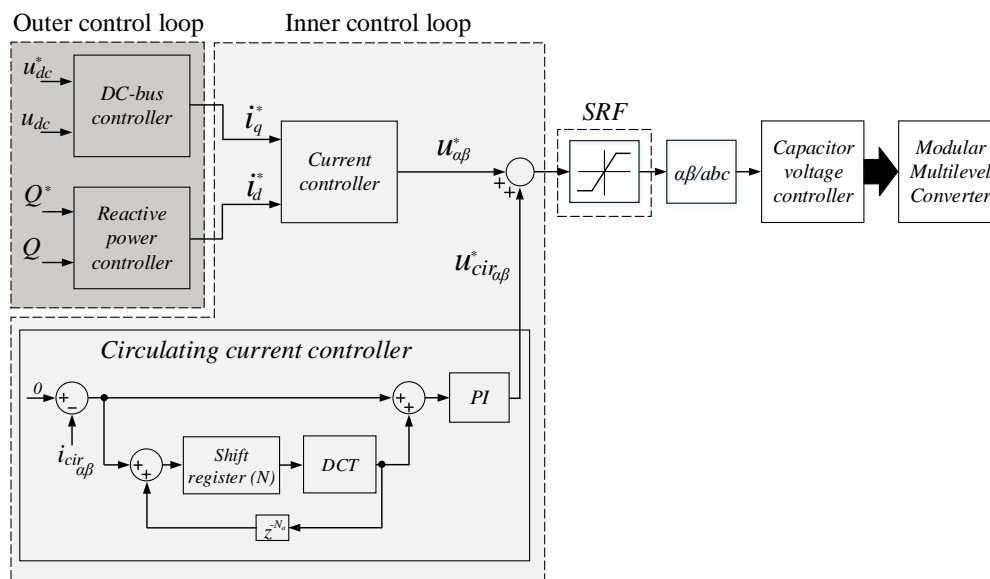 Outer control loop
Inner control loop
u*dc
udc
DC-bus
controller
Q*
Q
Reactive
power
controller
i*q
i*d
Current
controller
u*αβ
+
+
SRF
αβ/abc
Capacitor
voltage
controller
Modular
Multilevel
Converter
u*cirαβ
Circulating current controller
0
+
−
icirαβ
+
+
Shift
register (N)
DCT
z-Na
+
+
PI